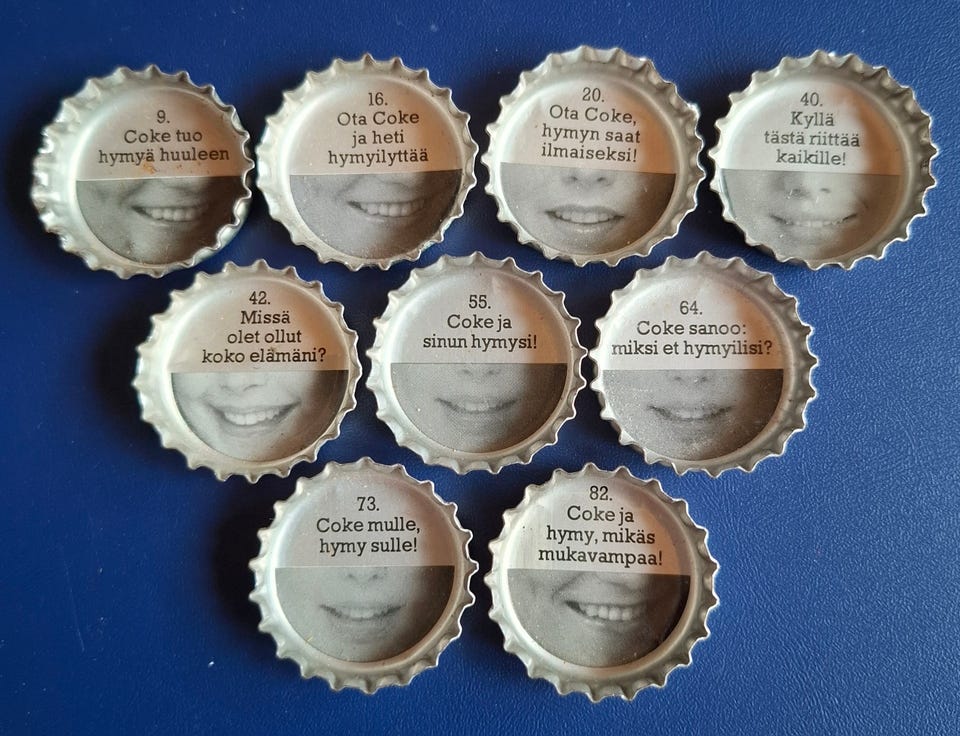 9.
Coke tuo
hymyä huuleen
16.
Ota Coke
ja heti
hymyilyttää
20.
Ota Coke,
hymyn saat
ilmaiseksi!
40.
Kyllä
tästä riittää
kaikille!
42.
Missä
olet ollut
koko elämäni?
55.
Coke ja
sinun hymysi!
64.
Coke sanoo:
miksi et hymyilisi?
73.
Coke mulle,
hymy sulle!
82.
Coke ja
hymy, mikäs
mukavampaa!